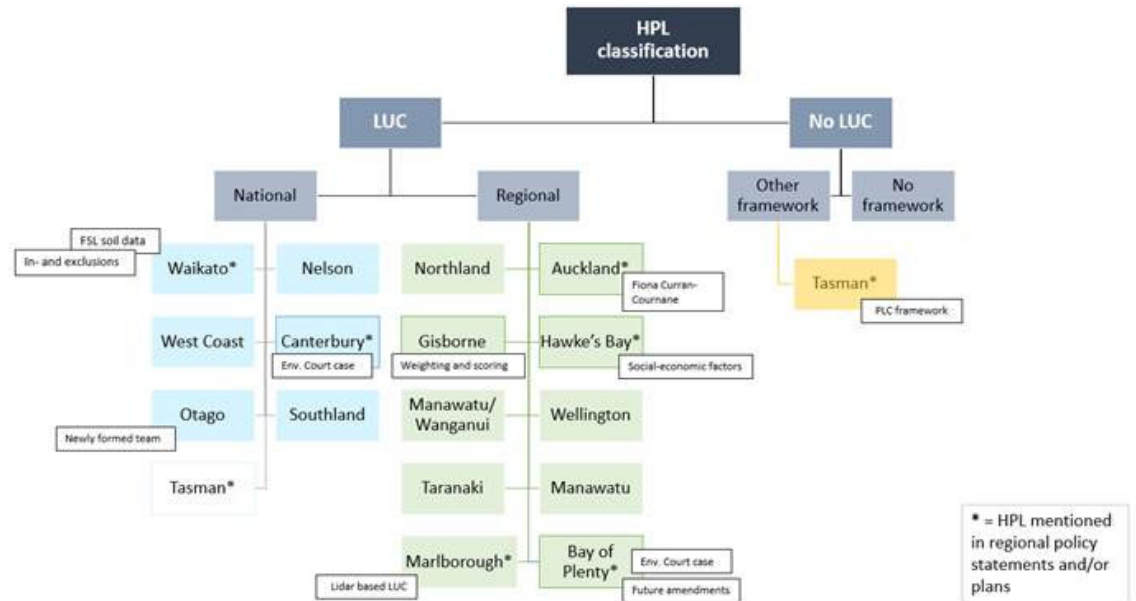 HPL
classification
LUC
No LUC
National
Regional
Other
framework
No
framework
FSL soil data
In- and exclusions
Waikato*
Nelson
Northland
Auckland*
Fiona Curran-
Cournane
Tasman*
PLC framework
West Coast
Canterbury*
Env. Court case
Gisborne
Weighting and scoring
Hawke's Bay*
Social-economic factors
Otago
Newly formed team
Southland
Manawatu/
Wanganui
Wellington
Tasman*
Taranaki
Manawatu
Marlborough*
Lidar based LUC
Bay of
Plenty*
Env. Court case
Future amendments
* = HPL mentioned
in regional policy
statements and/or
plans